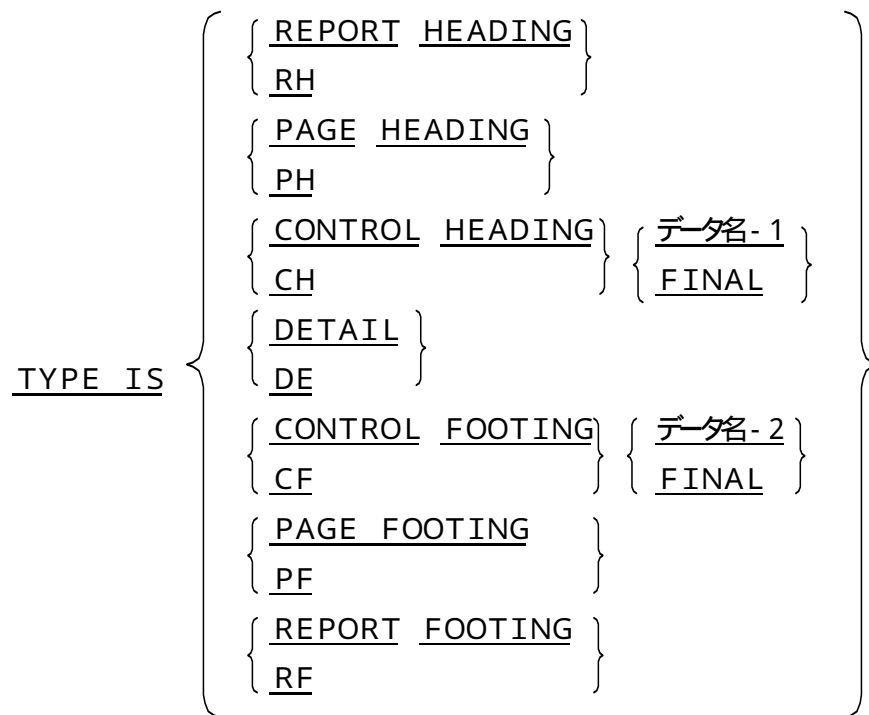 REPORT HEADING
RH
PAGE HEADING
PH
CONTROL HEADING データ名-1
CH FINAL
DETAIL
TYPE IS
DE
CONTROL FOOTING データ名-2
CF FINAL
PAGE FOOTING
PF
REPORT FOOTING
RF